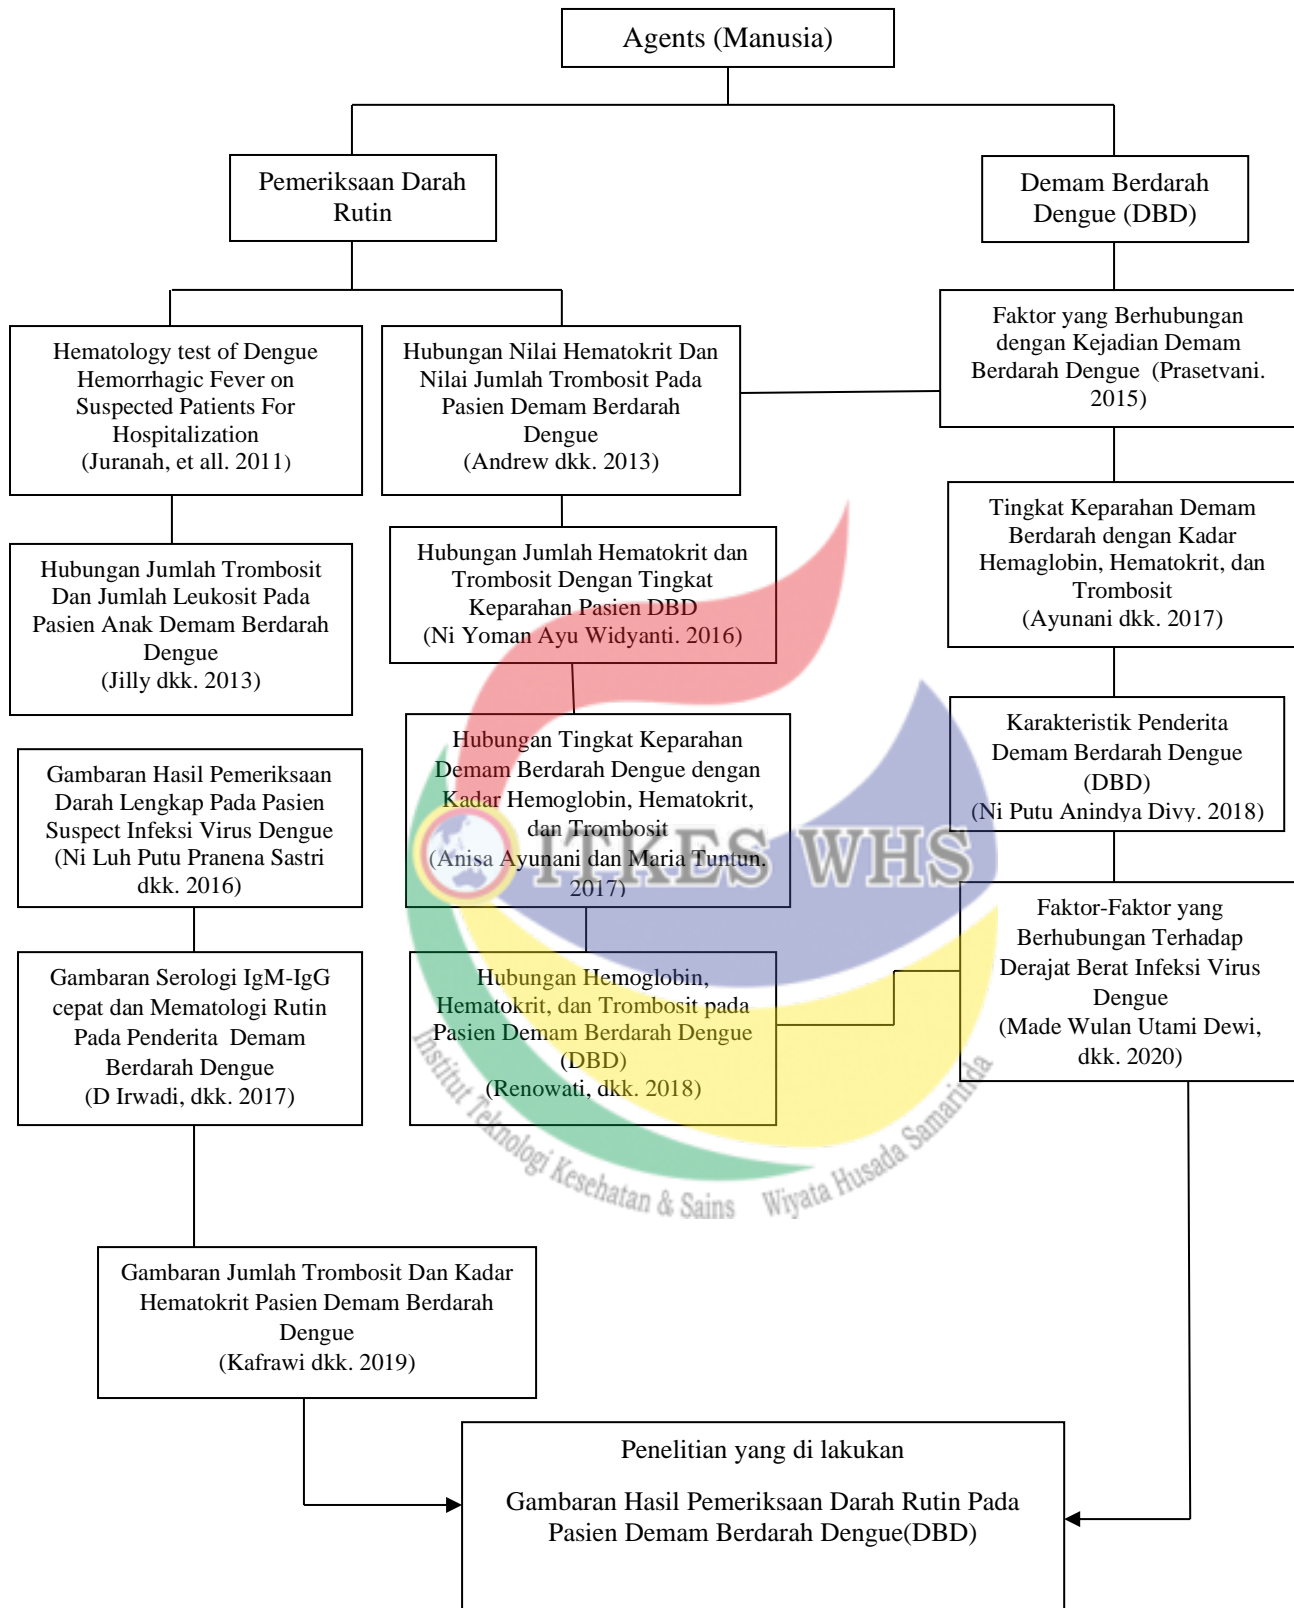 Agents (Manusia)
Pemeriksaan Darah
Rutin
Demam Berdarah
Dengue (DBD)
Hematology test of Dengue
Hemorrhagic Fever on
Suspected Patients For
Hospitalization
(Juranah, et all. 2011)
Hubungan Nilai Hematokrit Dan
Nilai Jumlah Trombosit Pada
Pasien Demam Berdarah
Dengue
(Andrew dkk. 2013)
Faktor yang Berhubungan
dengan Kejadian Demam
Berdarah Dengue (Prasetvani.
2015)
Hubungan Jumlah Trombosit
Dan Jumlah Leukosit Pada
Pasien Anak Demam Berdarah
Dengue
(Jilly dkk. 2013)
Hubungan Jumlah Hematokrit dan
Trombosit Dengan Tingkat
Keparahan Pasien DBD
(Ni Yoman Ayu Widyanti. 2016)
Tingkat Keparahan Demam
Berdarah dengan Kadar
Hemaglobin, Hematokrit, dan
Trombosit
(Ayunani dkk. 2017)
Gambaran Hasil Pemeriksaan
Darah Lengkap Pada Pasien
Suspect Infeksi Virus Dengue
(Ni Luh Putu Pranena Sastri
dkk. 2016)
Hubungan Tingkat Keparahan
Demam Berdarah Dengue dengan
Kadar Hemoglobin, Hematokrit,
dan Trombosit
(Anisa Ayunani dan Maria Tuntun.
2017)
Karakteristik Penderita
Demam Berdarah Dengue
(DBD)
(Ni Putu Anindya Divy. 2018)
ITKES WHS
Gambaran Serologi IgM-IgG
cepat dan Mematologi Rutin
Pada Penderita Demam
Berdarah Dengue
(D Irwadi, dkk. 2017)
Hubungan Hemoglobin,
Hematokrit, dan Trombosit pada
Pasien Demam Berdarah Dengue
(DBD)
(Renowati, dkk. 2018)
Faktor-Faktor yang
Berhubungan Terhadap
Derajat Berat Infeksi Virus
Dengue
(Made Wulan Utami Dewi,
dkk. 2020)
Institut Teknologi Kesehatan & Sains Wiyata Husada Samarinda
Gambaran Jumlah Trombosit Dan Kadar
Hematokrit Pasien Demam Berdarah
Dengue
(Kafrawi dkk. 2019)
Penelitian yang di lakukan
Gambaran Hasil Pemeriksaan Darah Rutin Pada
Pasien Demam Berdarah Dengue(DBD)